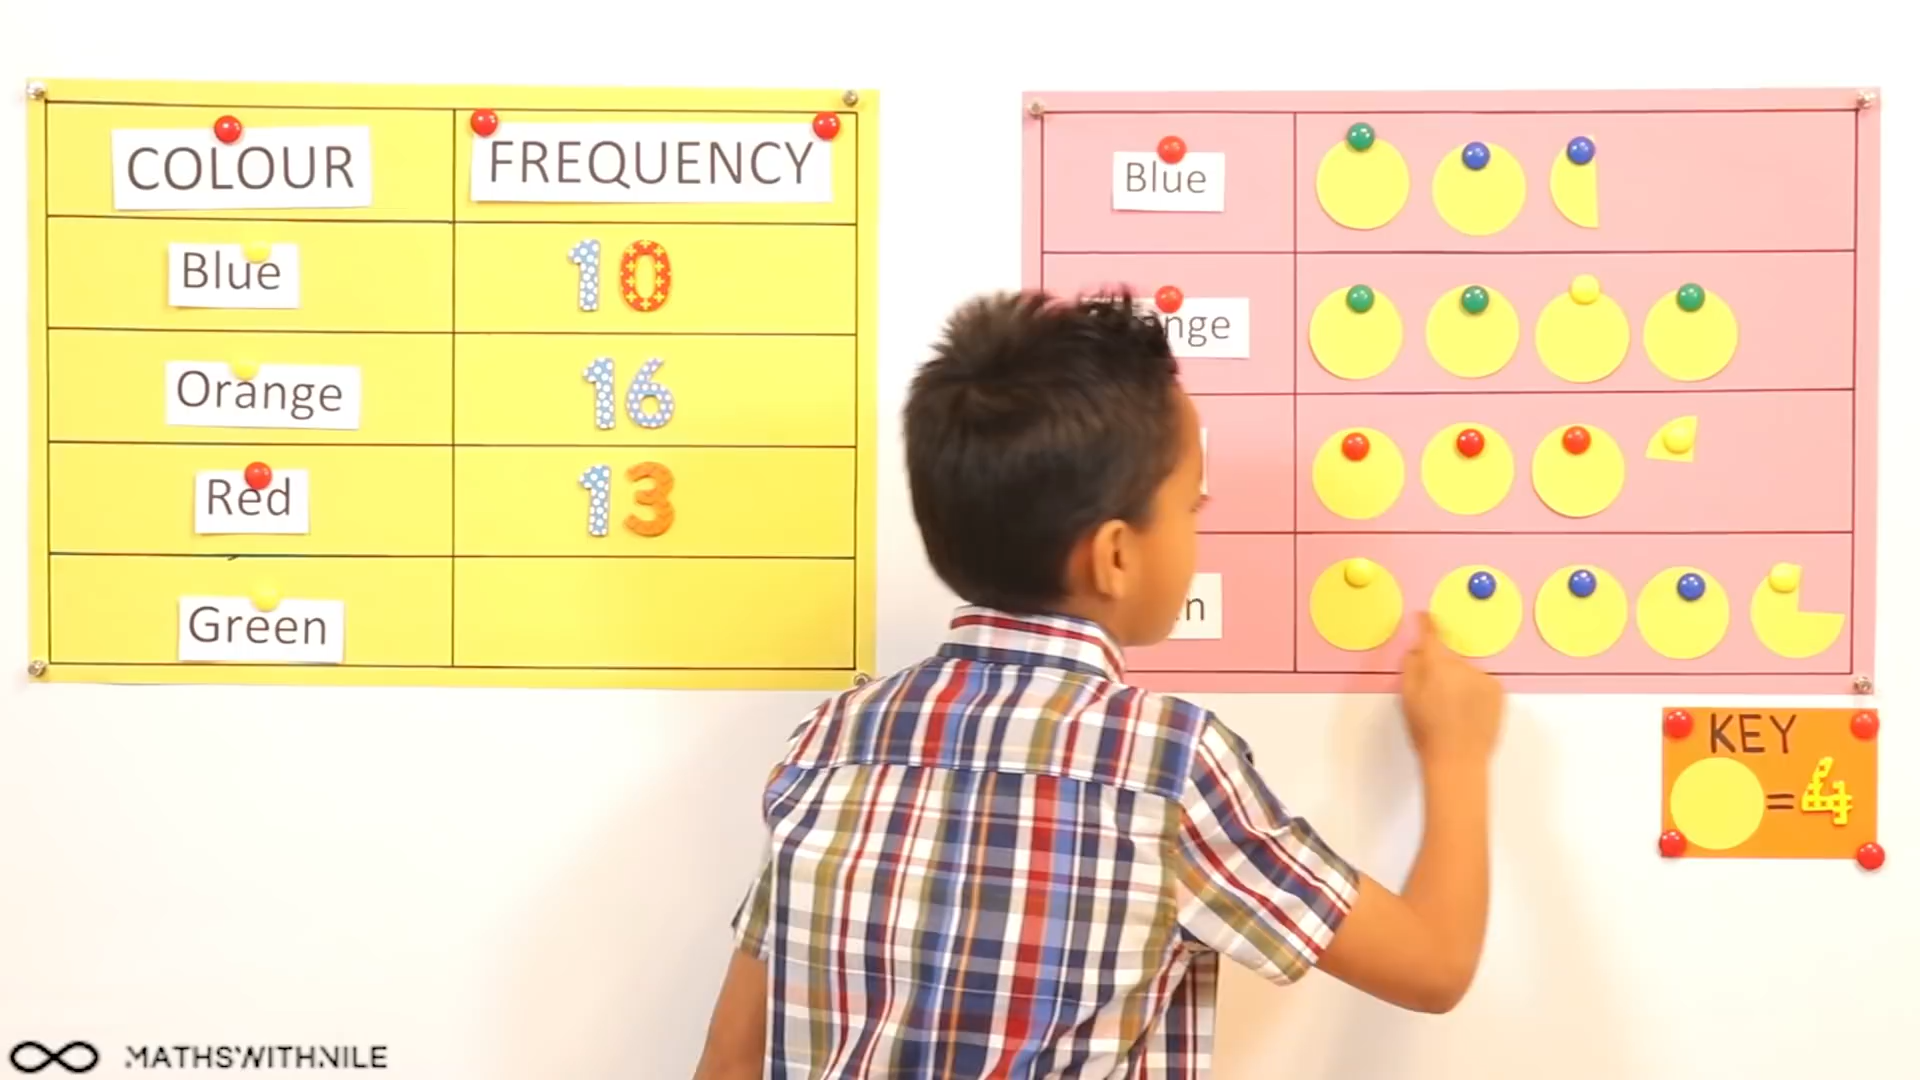 COLOUR FREQUENCY
Blue 10
Orange 16
Red 13
Green
Blue
nge
n
KEY
=4
MATHSWITHNILE